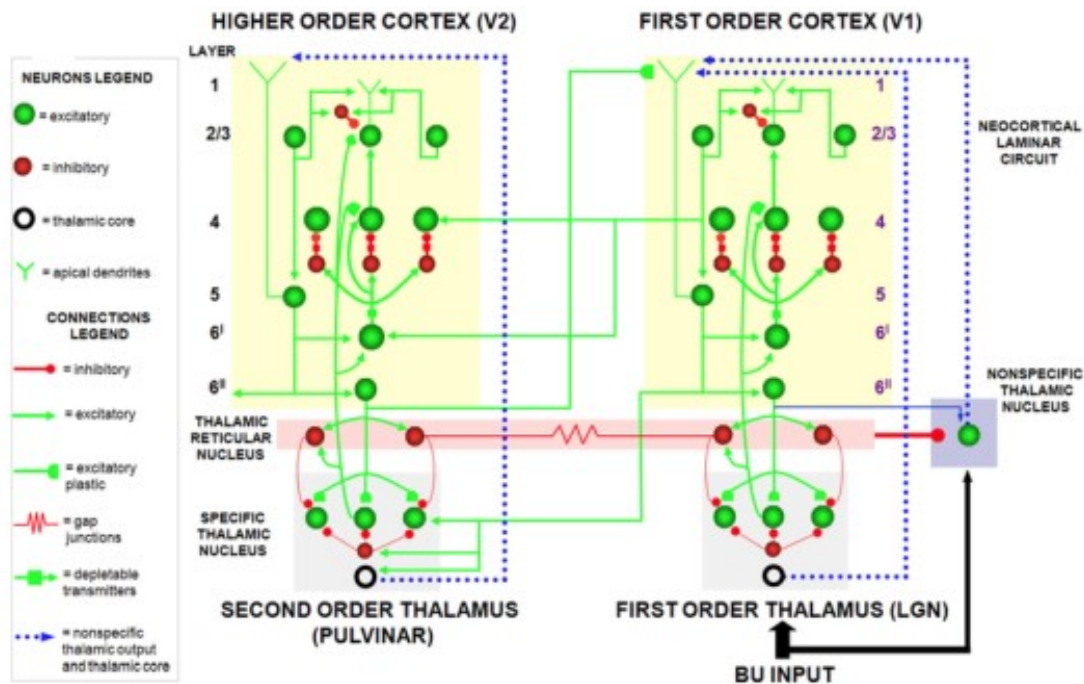 HIGHER ORDER CORTEX (V2)
FIRST ORDER CORTEX (V1)
LAYER
NEURONS LEGEND
= excitatory
= inhibitory
= thalamic core
= apical dendrites
CONNECTIONS
LEGEND
= inhibitory
= excitatory
= excitatory
plastic
= gap
junctions
= depletable
transmitters
= nonspecific
thalamic output
and thalamic core
1
2/3
4
5
6I
6II
1
2/3
4
5
6I
6II
NEOCORTICAL
LAMINAR
CIRCUIT
NONSPECIFIC
THALAMIC
NUCLEUS
THALAMIC
RETICULAR
NUCLEUS
SPECIFIC
THALAMIC
NUCLEUS
SECOND ORDER THALAMUS
(PULVINAR)
FIRST ORDER THALAMUS (LGN)
BU INPUT